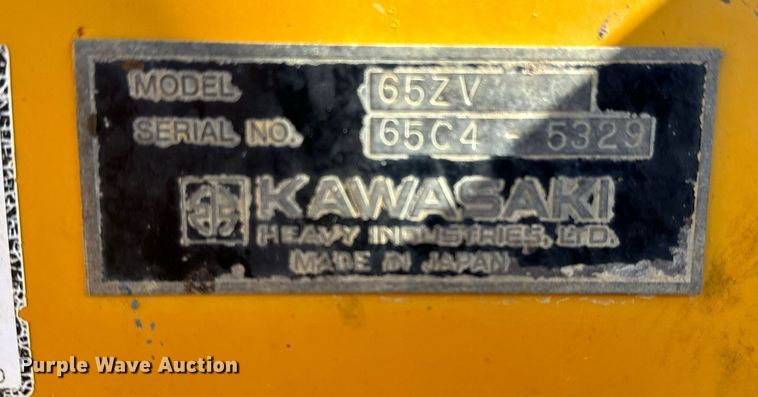 MODEL 65ZV
SERIAL NO. 65C4-5329
KAWASAKI
HEAVY INDUSTRIES, LTD.
(MADE IN JAPAN)
Purple Wave Auction